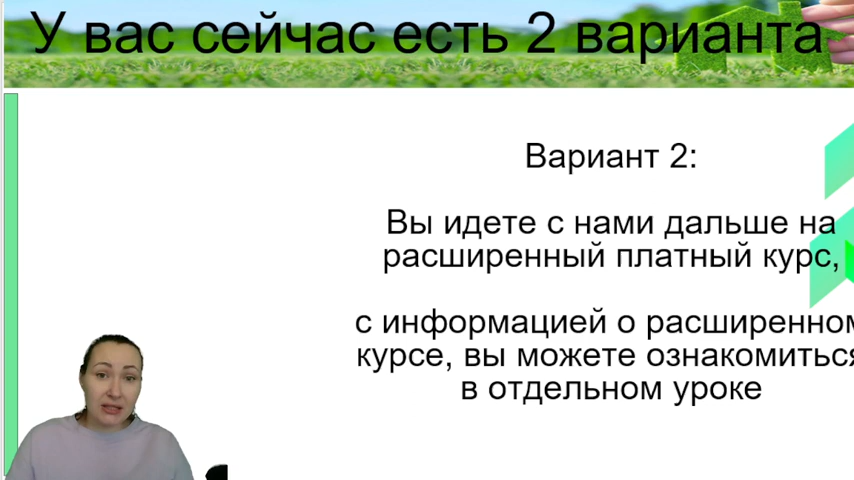 У вас сейчас есть 2 варианта
Вариант 2:
Вы идете с нами дальше на
расширенный платный курс,
с информацией о расширенном
курсе, вы можете ознакомиться
в отдельном уроке